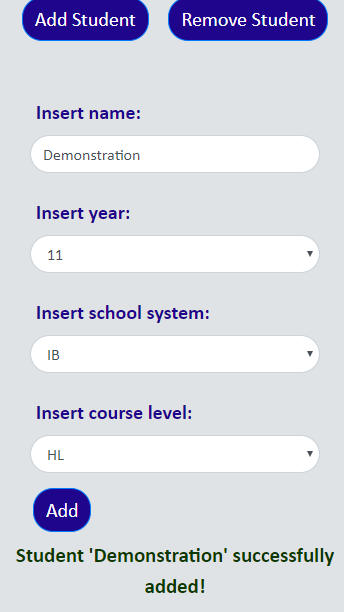 Add Student Remove Student
Insert name:
Demonstration
Insert year:
11
Insert school system:
IB
Insert course level:
HL
Add
Student 'Demonstration' successfully
added!